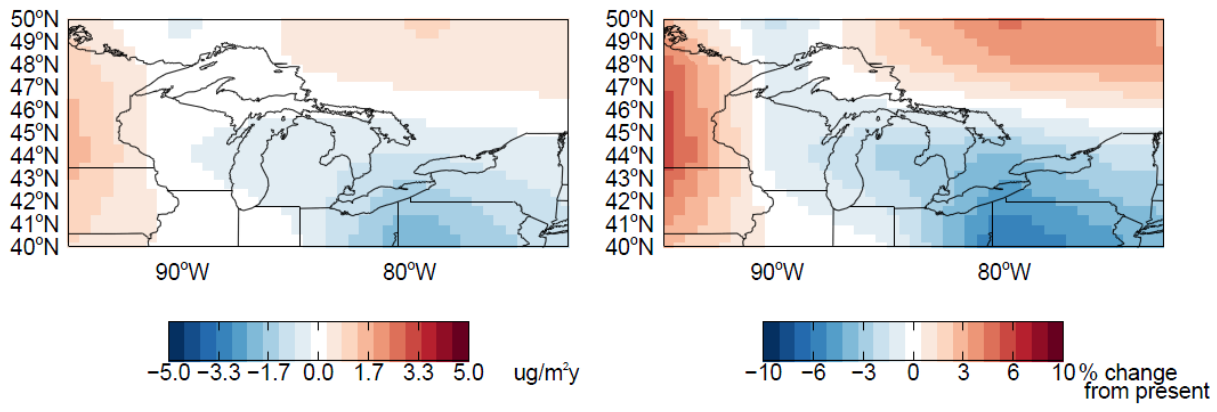 50°N
49°N
48°N
47°N
46°N
45°N
44°N
43°N
42°N
41°N
40°N
90°W 80°W
−5.0 −3.3 −1.7 0.0 1.7 3.3 5.0 ug/m²y
50°N
49°N
48°N
47°N
46°N
45°N
44°N
43°N
42°N
41°N
40°N
90°W 80°W
−10 −6 −3 0 3 6 10 % change
from present